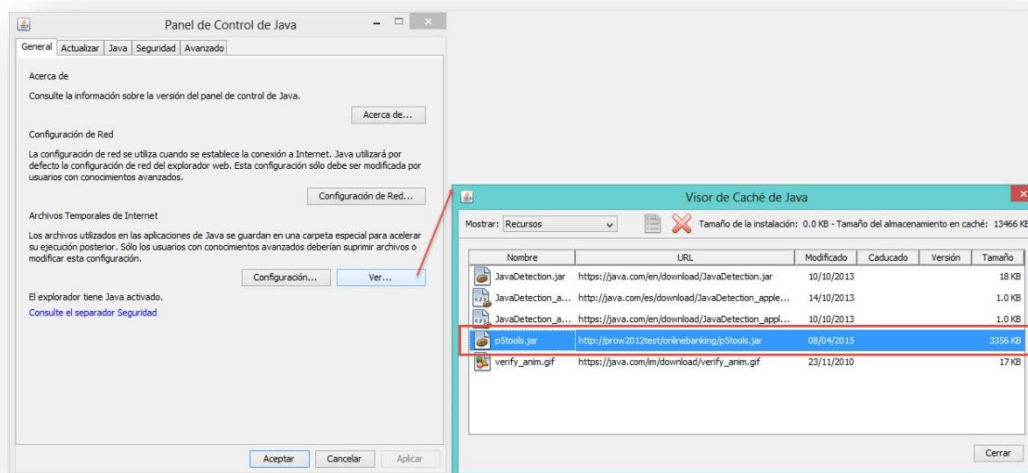 Panel de Control de Java
General Actualizar Java Seguridad Avanzado
Acerca de
Consulte la información sobre la versión del panel de control de Java.
Acerca de...
Configuración de Red
La configuración de red se utiliza cuando se establece la conexión a Internet. Java utilizará por
defecto la configuración de red del explorador web. Esta configuración sólo debe ser modificada por
usuarios con conocimientos avanzados.
Configuración de Red...
Archivos Temporales de Internet
Los archivos utilizados en las aplicaciones de Java se guardan en una carpeta especial para acelerar
su ejecución posterior. Sólo los usuarios con conocimientos avanzados deberían suprimir archivos o
modificar esta configuración.
Configuración... Ver...
El explorador tiene Java activado.
Consulte el separador Seguridad
Aceptar Cancelar Aplicar
Visor de Caché de Java
Mostrar: Recursos Tamaño de la instalación: 0.0 KB - Tamaño del almacenamiento en caché: 13466 KB
Nombre URL Modificado Caducado Versión Tamaño
JavaDetection.jar https://java.com/en/download/JavaDetection.jar 10/10/2013 18 KB
JavaDetection_a... http://java.com/es/download/JavaDetection_apple... 14/10/2013 1.0 KB
JavaDetection_a... https://java.com/en/download/JavaDetection_appl... 10/10/2013 1.0 KB
p5tools.jar http://prow2012test/onlinebanking/p5tools.jar 08/04/2015 3356 KB
verify_anim.gif https://java.com/im/download/verify_anim.gif 23/11/2010 17 KB
Cerrar